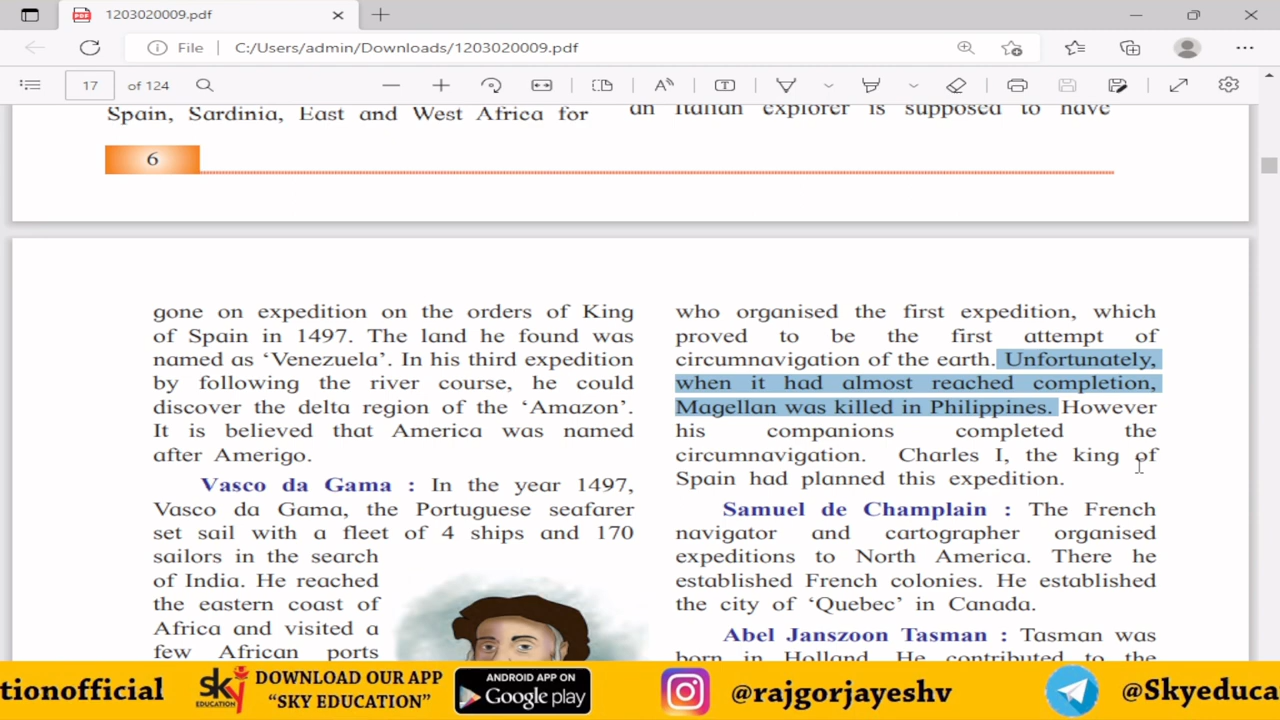 1203020009.pdf
File
C:/Users/admin/Downloads/1203020009.pdf
17
of 124
Spain, Sardinia, East and West Africa for
an Italian explorer is supposed to have
6
gone on expedition on the orders of King
of Spain in 1497. The land he found was
named as ‘Venezuela’. In his third expedition
by following the river course, he could
discover the delta region of the ‘Amazon’.
It is believed that America was named
after Amerigo.
Vasco da Gama : In the year 1497,
Vasco da Gama, the Portuguese seafarer
set sail with a fleet of 4 ships and 170
sailors in the search
of India. He reached
the eastern coast of
Africa and visited a
few African ports
who organised the first expedition, which
proved to be the first attempt of
circumnavigation of the earth. Unfortunately,
when it had almost reached completion,
Magellan was killed in Philippines. However
his companions completed the
circumnavigation. Charles I, the king of
Spain had planned this expedition.
Samuel de Champlain : The French
navigator and cartographer organised
expeditions to North America. There he
established French colonies. He established
the city of ‘Quebec’ in Canada.
Abel Janszoon Tasman : Tasman was
born in Holland. He contributed to the
tionofficial
SKY
EDUCATION
DOWNLOAD OUR APP
“SKY EDUCATION”
ANDROID APP ON
Google play
@rajgorjayeshv
@Skyeduca